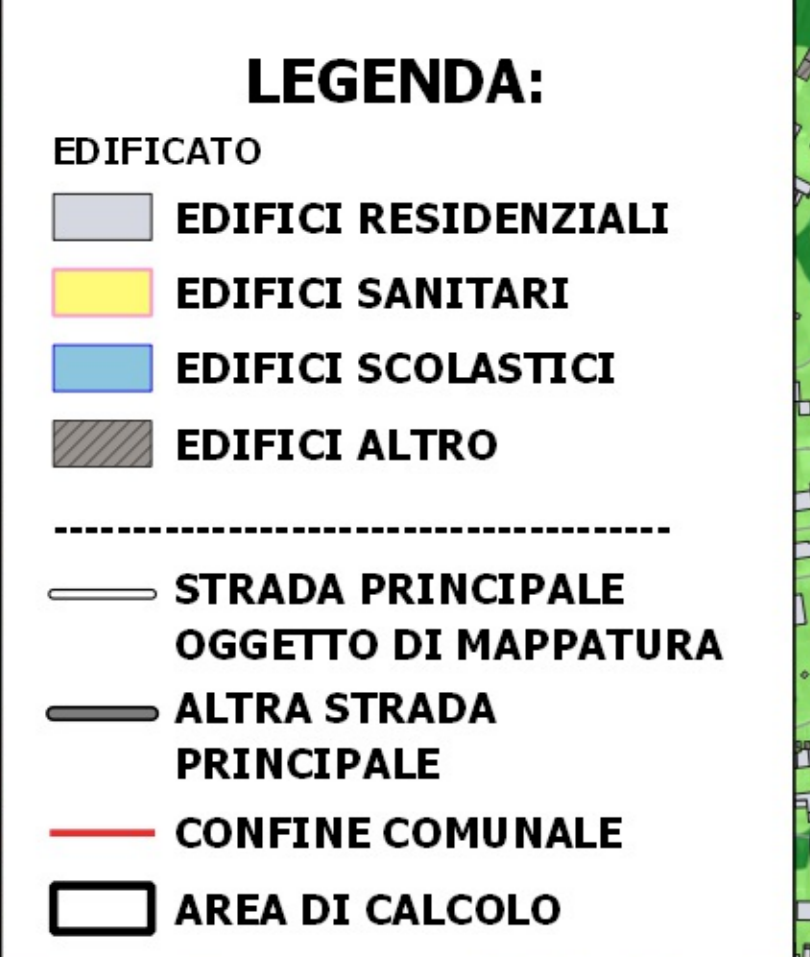 LEGENDA:
EDIFICATO
EDIFICI RESIDENZIALI
EDIFICI SANITARI
EDIFICI SCOLASTICI
EDIFICI ALTRO
---------------------------------------
STRADA PRINCIPALE
OGGETTO DI MAPPATURA
ALTRA STRADA
PRINCIPALE
CONFINE COMUNALE
AREA DI CALCOLO